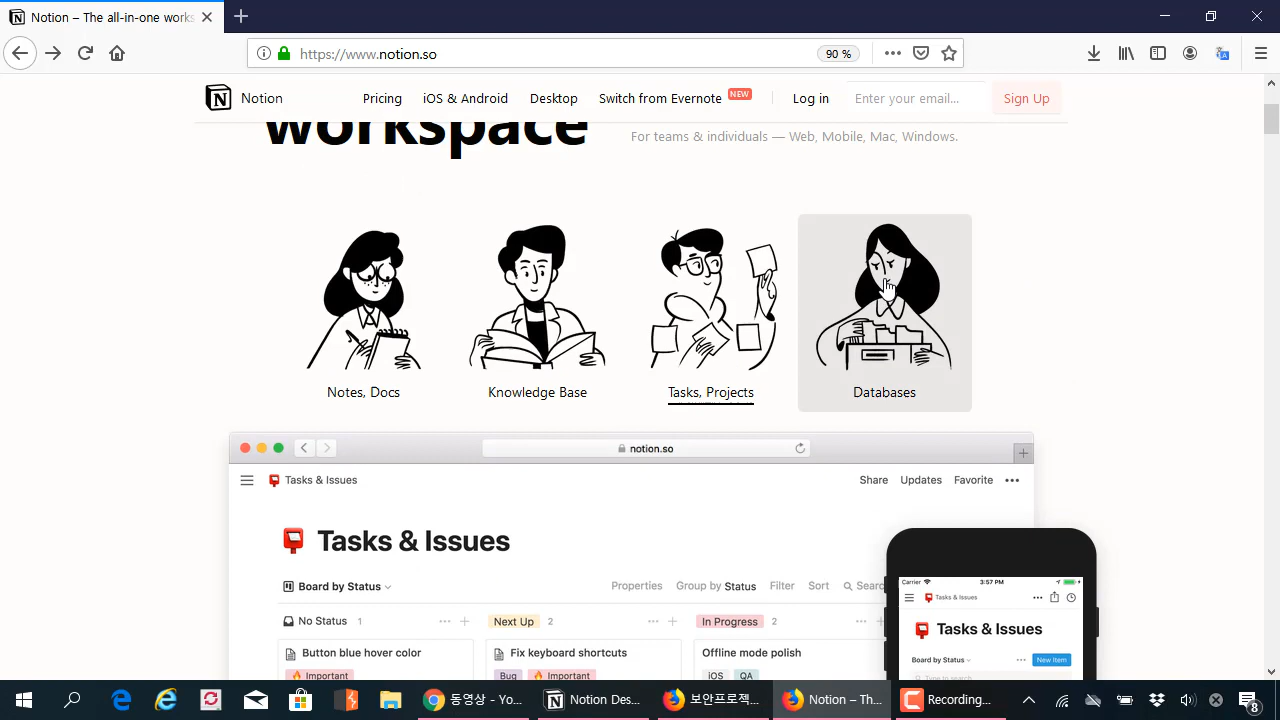 Notion – The all-in-one works
https://www.notion.so
90 %
Notion
Pricing
iOS & Android
Desktop
Switch from Evernote NEW
Log in
Enter your email...
Sign Up
workspace
For teams & individuals — Web, Mobile, Mac, Windows.
Notes, Docs
Knowledge Base
Tasks, Projects
Databases
notion.so
Tasks & Issues
Share
Updates
Favorite
Tasks & Issues
Board by Status
Properties
Group by Status
Filter
Sort
Searc
No Status 1
Next Up 2
In Progress 2
Button blue hover color
Important
Fix keyboard shortcuts
Bug
Important
Offline mode polish
iOS
QA
Carrier
3:57 PM
Tasks & Issues
Tasks & Issues
Board by Status
New Item
Type to search
동영상 - Yo...
Notion Des...
보안프로젝...
Notion – Th...
Recording...
8